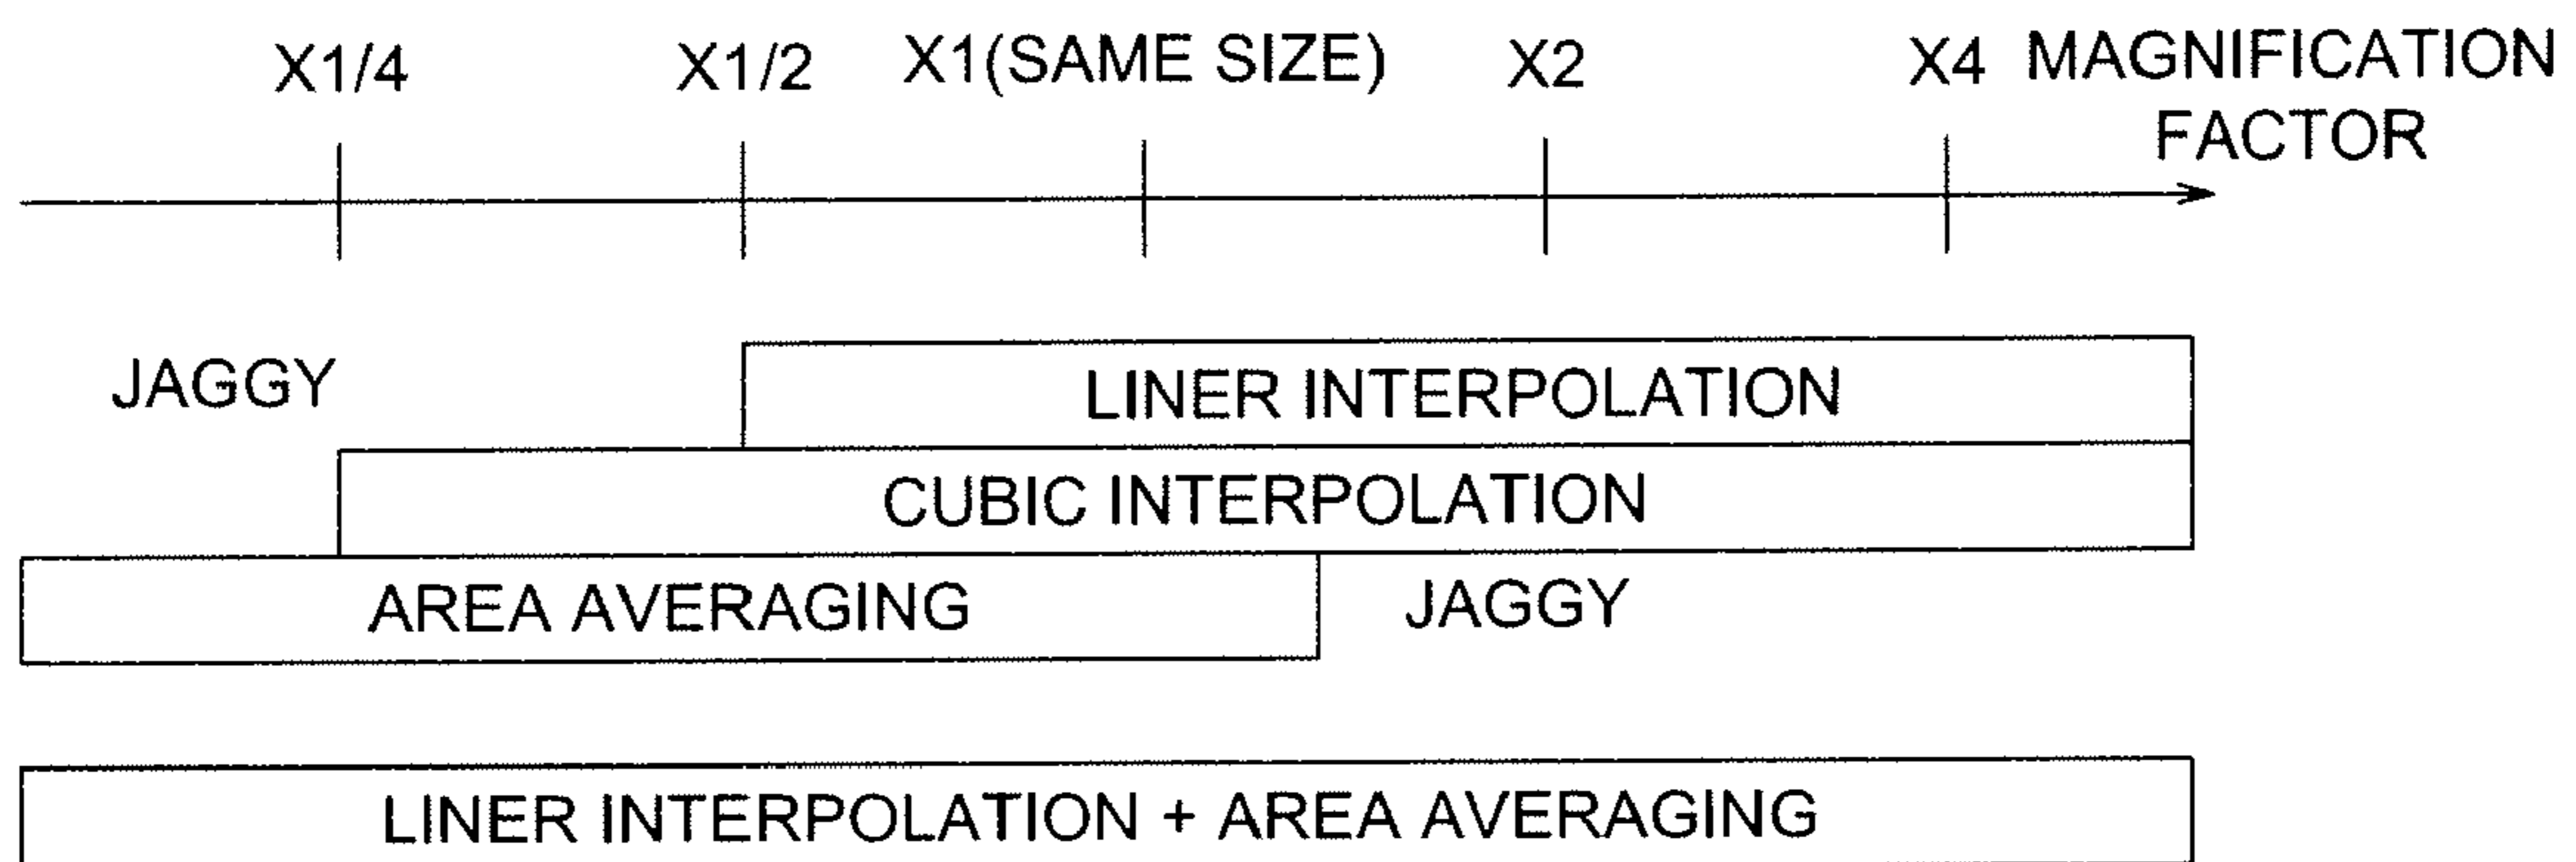 X1/4 X1/2 X1(SAME SIZE) X2 X4 MAGNIFICATION
FACTOR
JAGGY LINER INTERPOLATION
CUBIC INTERPOLATION
AREA AVERAGING JAGGY
LINER INTERPOLATION + AREA AVERAGING